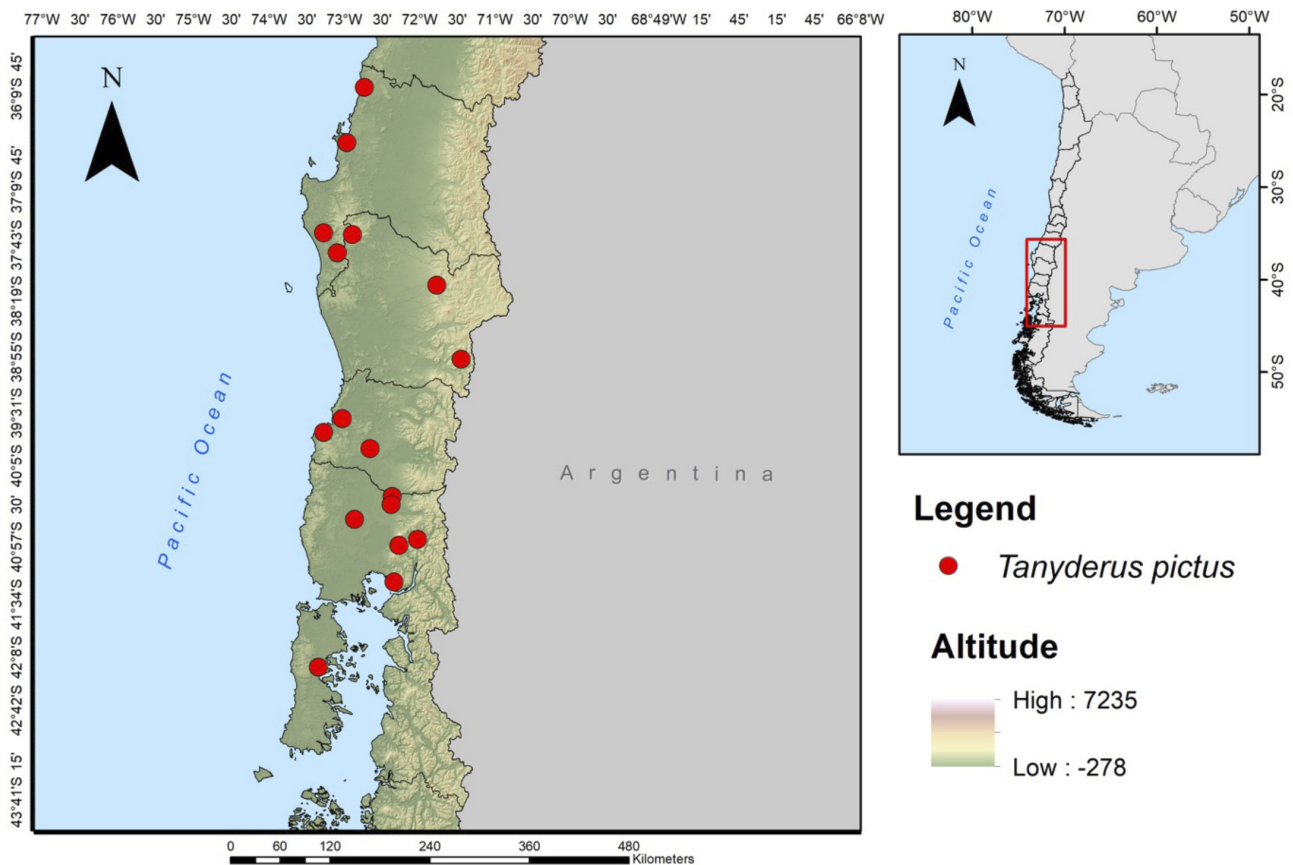 77°W 30' 76°W 30' 75°W 30' 74°W 30' 73°W 30' 72°W 30' 71°W 30' 70°W 30' 68°49'W 15' 45' 15' 45' 66°8'W
36°9'S 45'
37°9'S 45'
37°43'S
38°19'S
38°55'S
39°31'S
40°5'S
40°57'S 30'
41°34'S
42°8'S
42°42'S
43°41'S 15'
N
Pacific Ocean
Argentina
0 60 120 240 360 480
Kilometers
80°W 70°W 60°W 50°W
N
20°S
30°S
40°S
50°S
Pacific Ocean
Legend
Tanyderus pictus
Altitude
High : 7235
Low : -278